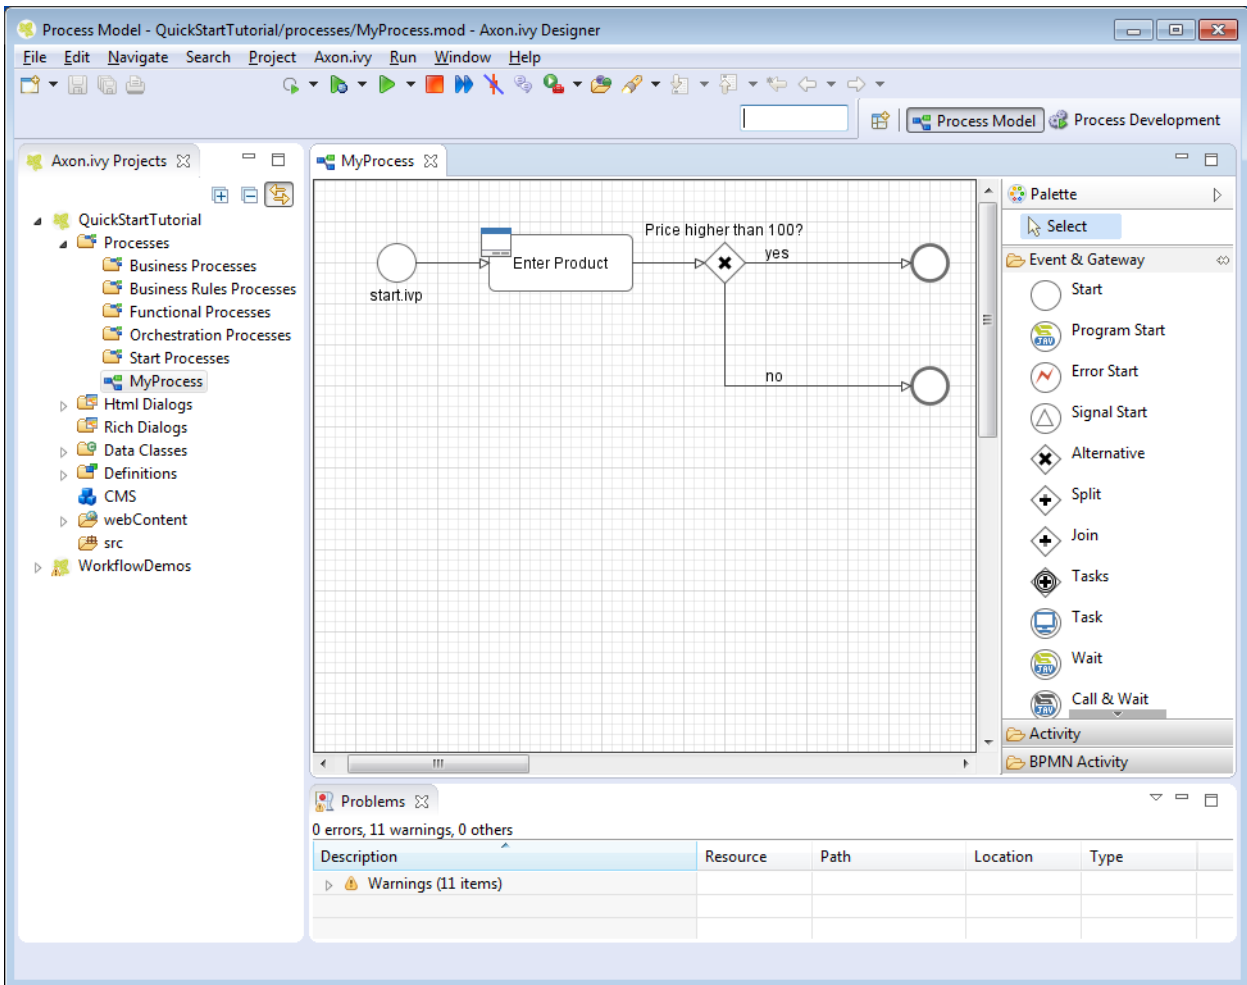 Process Model - QuickStartTutorial/processes/MyProcess.mod - Axon.ivy Designer
File Edit Navigate Search Project Axon.ivy Run Window Help
Process Model Process Development
Axon.ivy Projects
QuickStartTutorial
Processes
Business Processes
Business Rules Processes
Functional Processes
Orchestration Processes
Start Processes
MyProcess
Html Dialogs
Rich Dialogs
Data Classes
Definitions
CMS
webContent
src
WorkflowDemos
MyProcess
Price higher than 100?
yes
Enter Product
start.ivp
no
Palette
Select
Event & Gateway
Start
Program Start
Error Start
Signal Start
Alternative
Split
Join
Tasks
Task
Wait
Call & Wait
Activity
BPMN Activity
Problems
0 errors, 11 warnings, 0 others
Description Resource Path Location Type
Warnings (11 items)